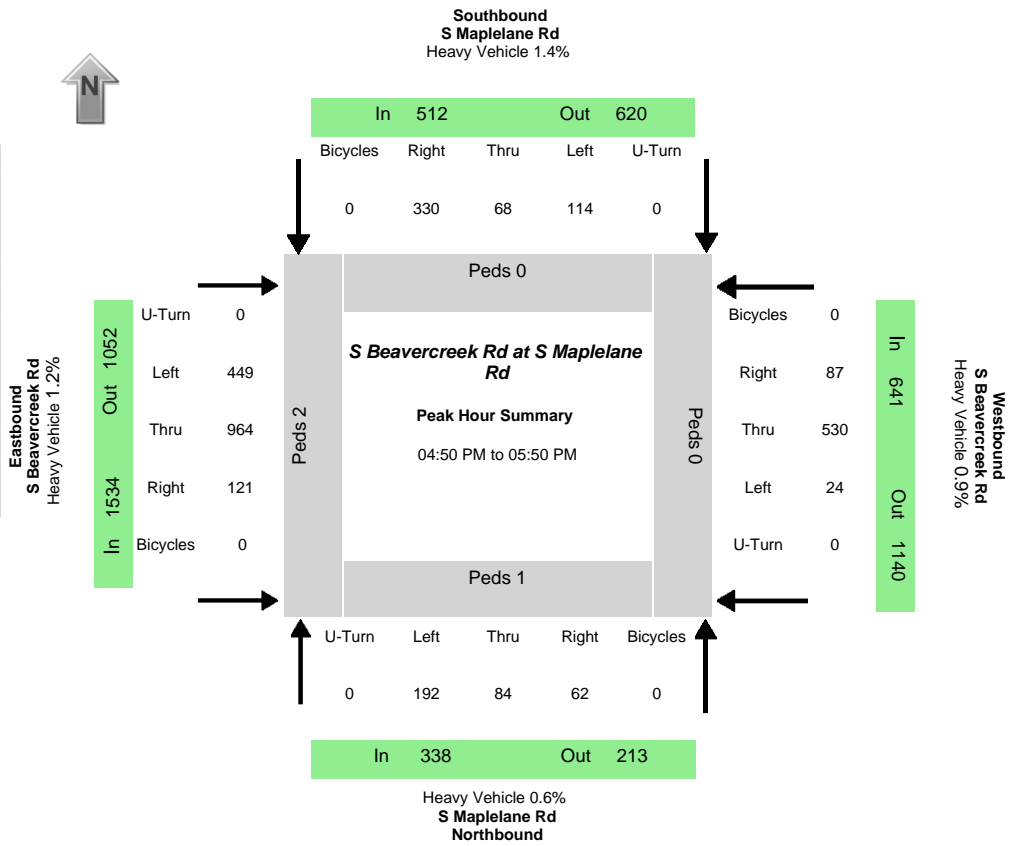 Southbound
S Maplelane Rd
Heavy Vehicle 1.4%
N
In 512 Out 620
Bicycles Right Thru Left U-Turn
0 330 68 114 0
Peds 0
Eastbound
S Beavercreek Rd
Heavy Vehicle 1.2%
In 1534 Out 1052
U-Turn 0
Left 449
Thru 964
Right 121
Bicycles 0
Peds 2
S Beavercreek Rd at S Maplelane
Rd
Peak Hour Summary
04:50 PM to 05:50 PM
Peds 0
Bicycles 0
Right 87
Thru 530
Left 24
U-Turn 0
In 641 Out 1140
Westbound
S Beavercreek Rd
Heavy Vehicle 0.9%
Peds 1
U-Turn Left Thru Right Bicycles
0 192 84 62 0
In 338 Out 213
Heavy Vehicle 0.6%
S Maplelane Rd
Northbound